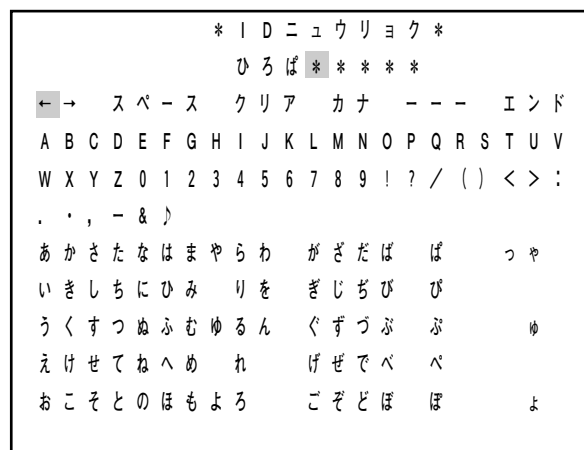 ＊ＩＤニュウリョク＊
ひろぱ＊＊＊＊＊
←→　スペース　クリア　カナ　ーーー　エンド
ＡＢＣＤＥＦＧＨＩＪＫＬＭＮＯＰＱＲＳＴＵＶ
ＷＸＹＺ０１２３４５６７８９！？／（）＜＞：
．・，－＆♪
あかさたなはまやらわ　がざだば　ぱ　　っゃ
いきしちにひみ　りを　ぎじぢび　ぴ
うくすつぬふむゆるん　ぐずづぶ　ぷ　　　ゅ
えけせてねへめ　れ　　げぜでべ　ぺ
おこそとのほもよろ　　ごぞどぼ　ぽ　　　ょ